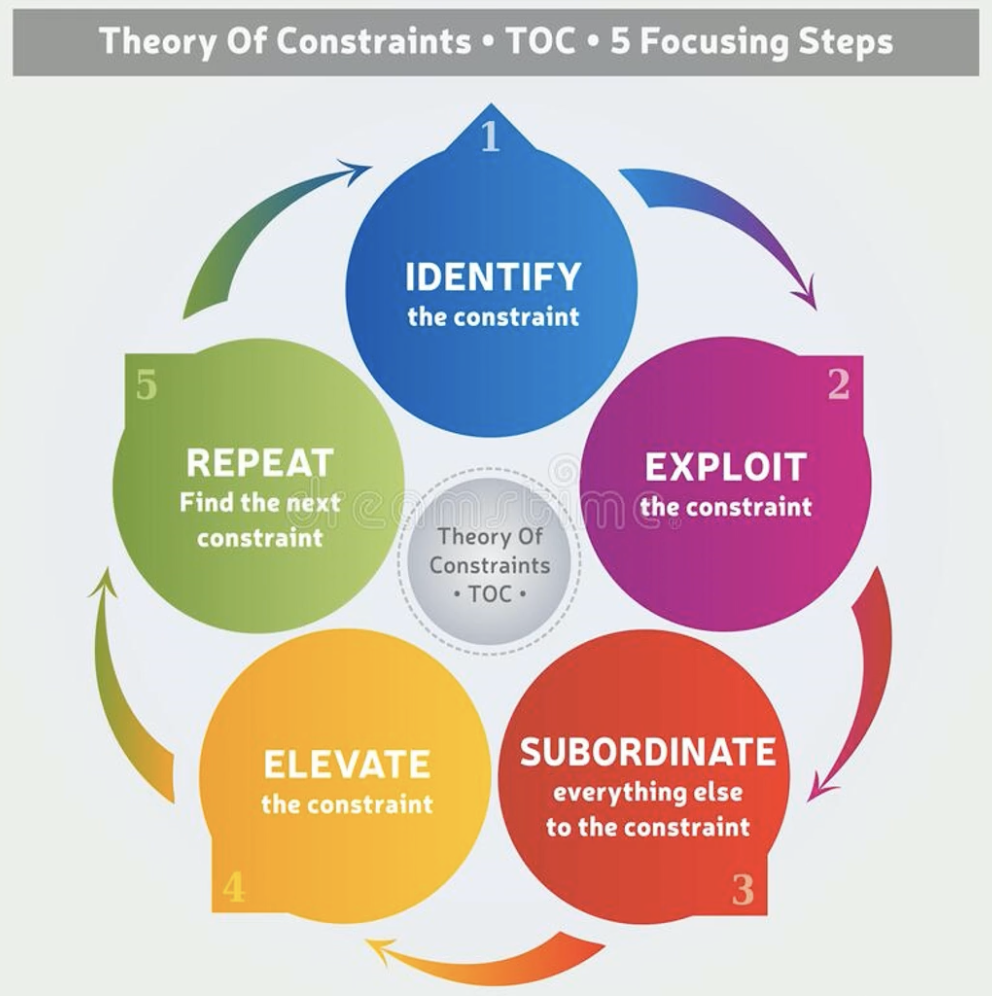 Theory Of Constraints • TOC • 5 Focusing Steps
1
IDENTIFY
the constraint
2
EXPLOIT
the constraint
3
SUBORDINATE
everything else
to the constraint
4
ELEVATE
the constraint
5
REPEAT
Find the next
constraint
Theory Of
Constraints
• TOC •
dreamstime.